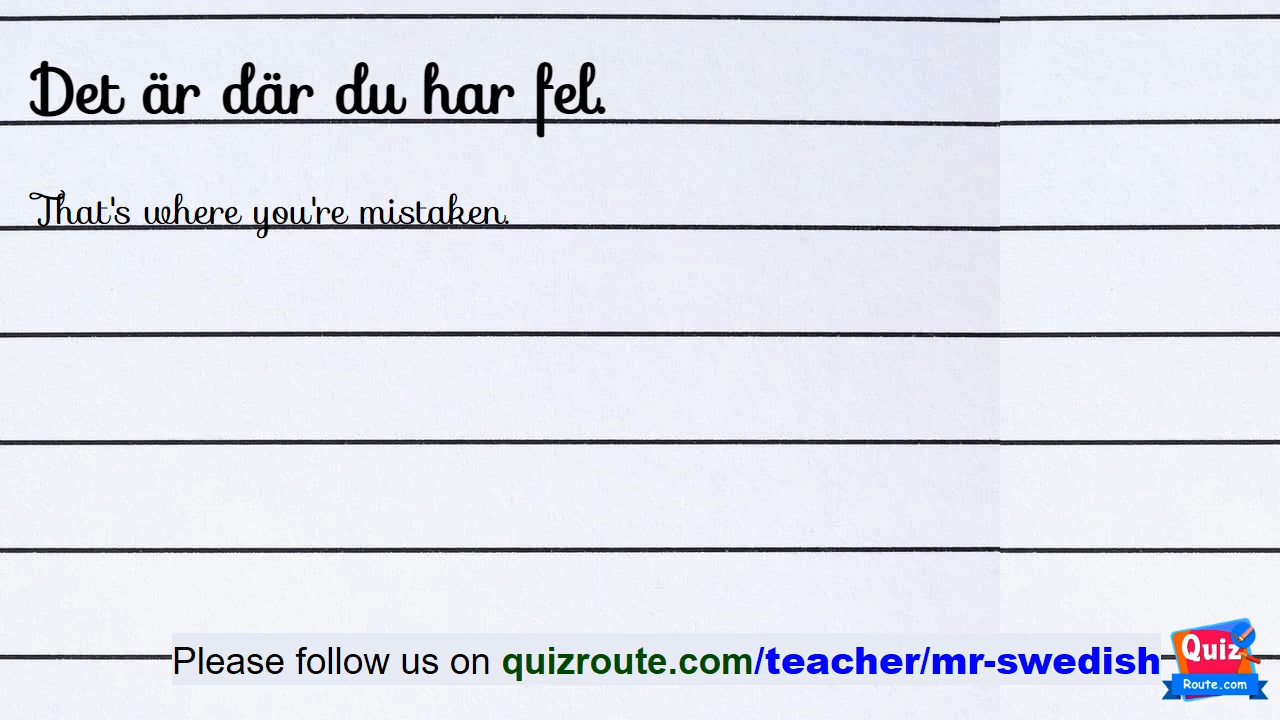 Det är där du har fel.
That's where you're mistaken.
Please follow us on quizroute.com/teacher/mr-swedish
Quiz
Route.com